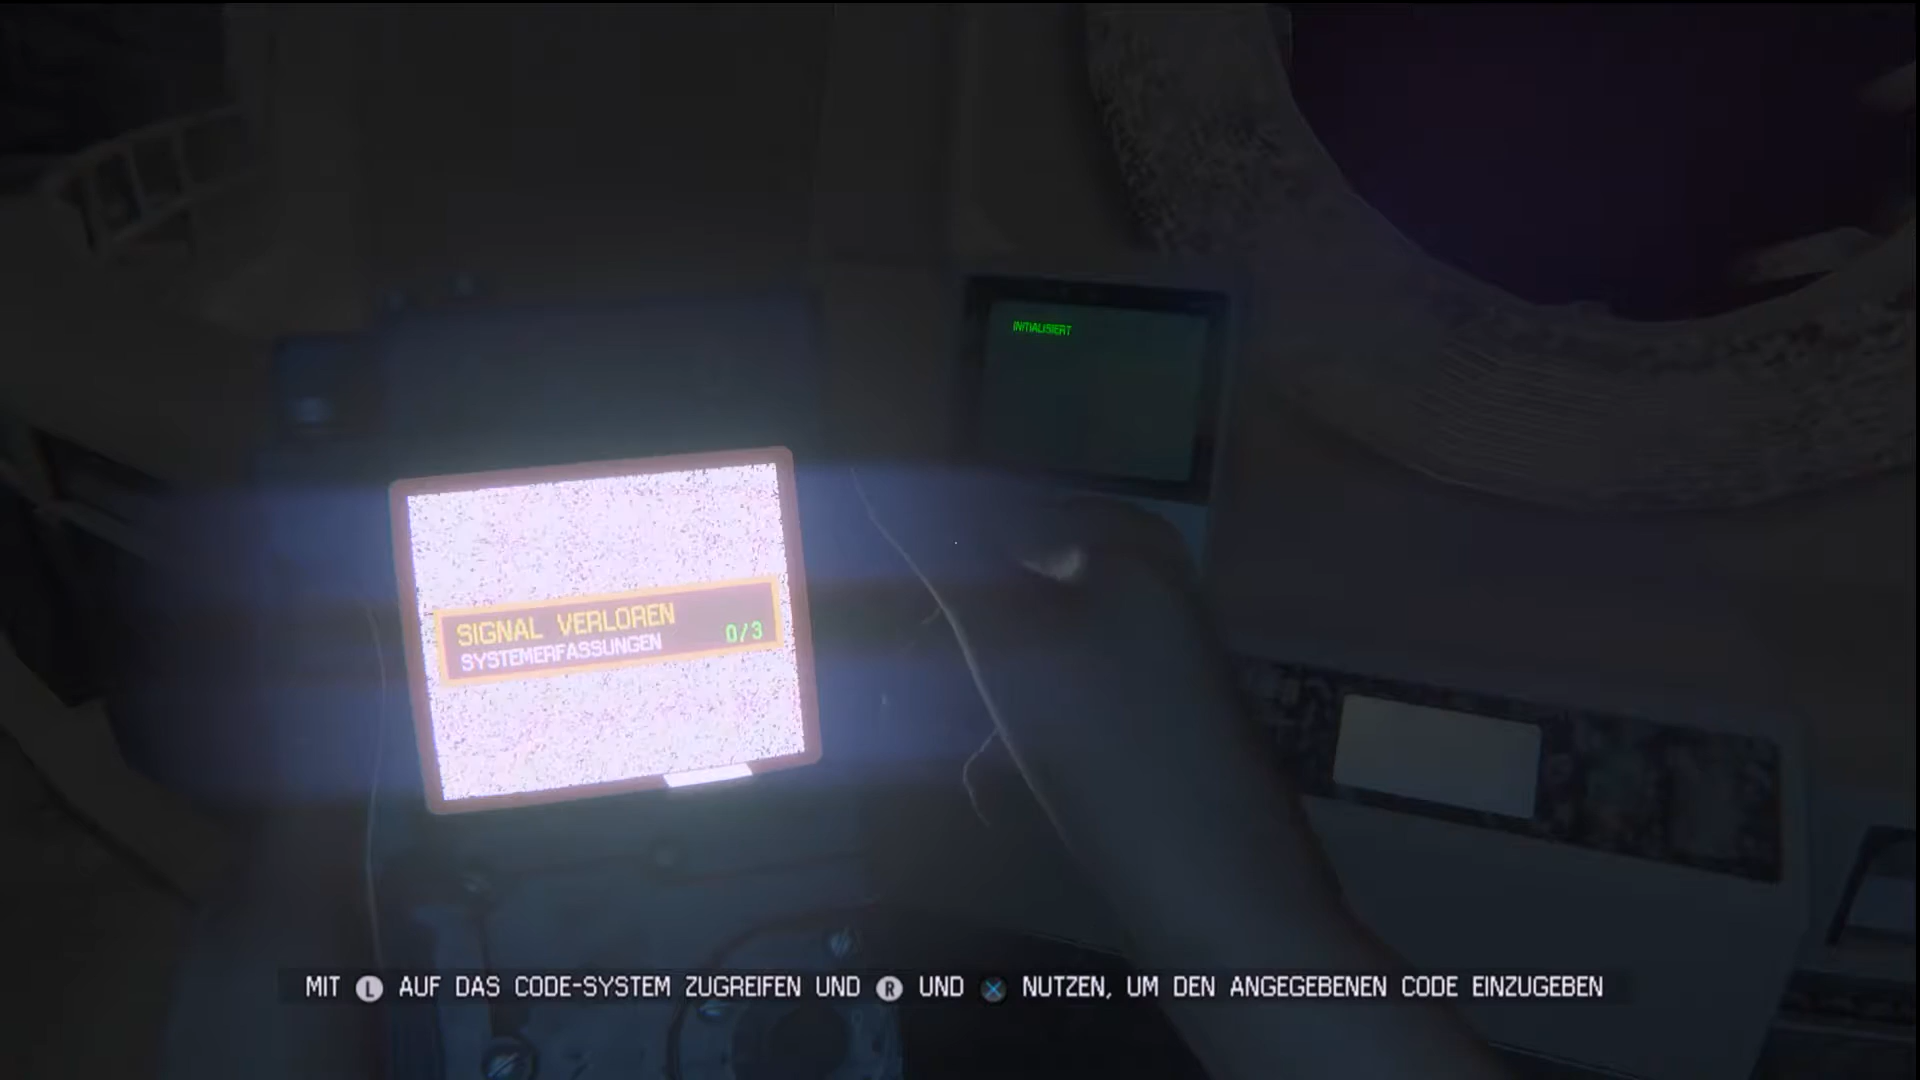 INITIALISIERT
SIGNAL VERLOREN
SYSTEMERFASSUNGEN 0/3
MIT L AUF DAS CODE-SYSTEM ZUGREIFEN UND R UND X NUTZEN, UM DEN ANGEGEBENEN CODE EINZUGEBEN